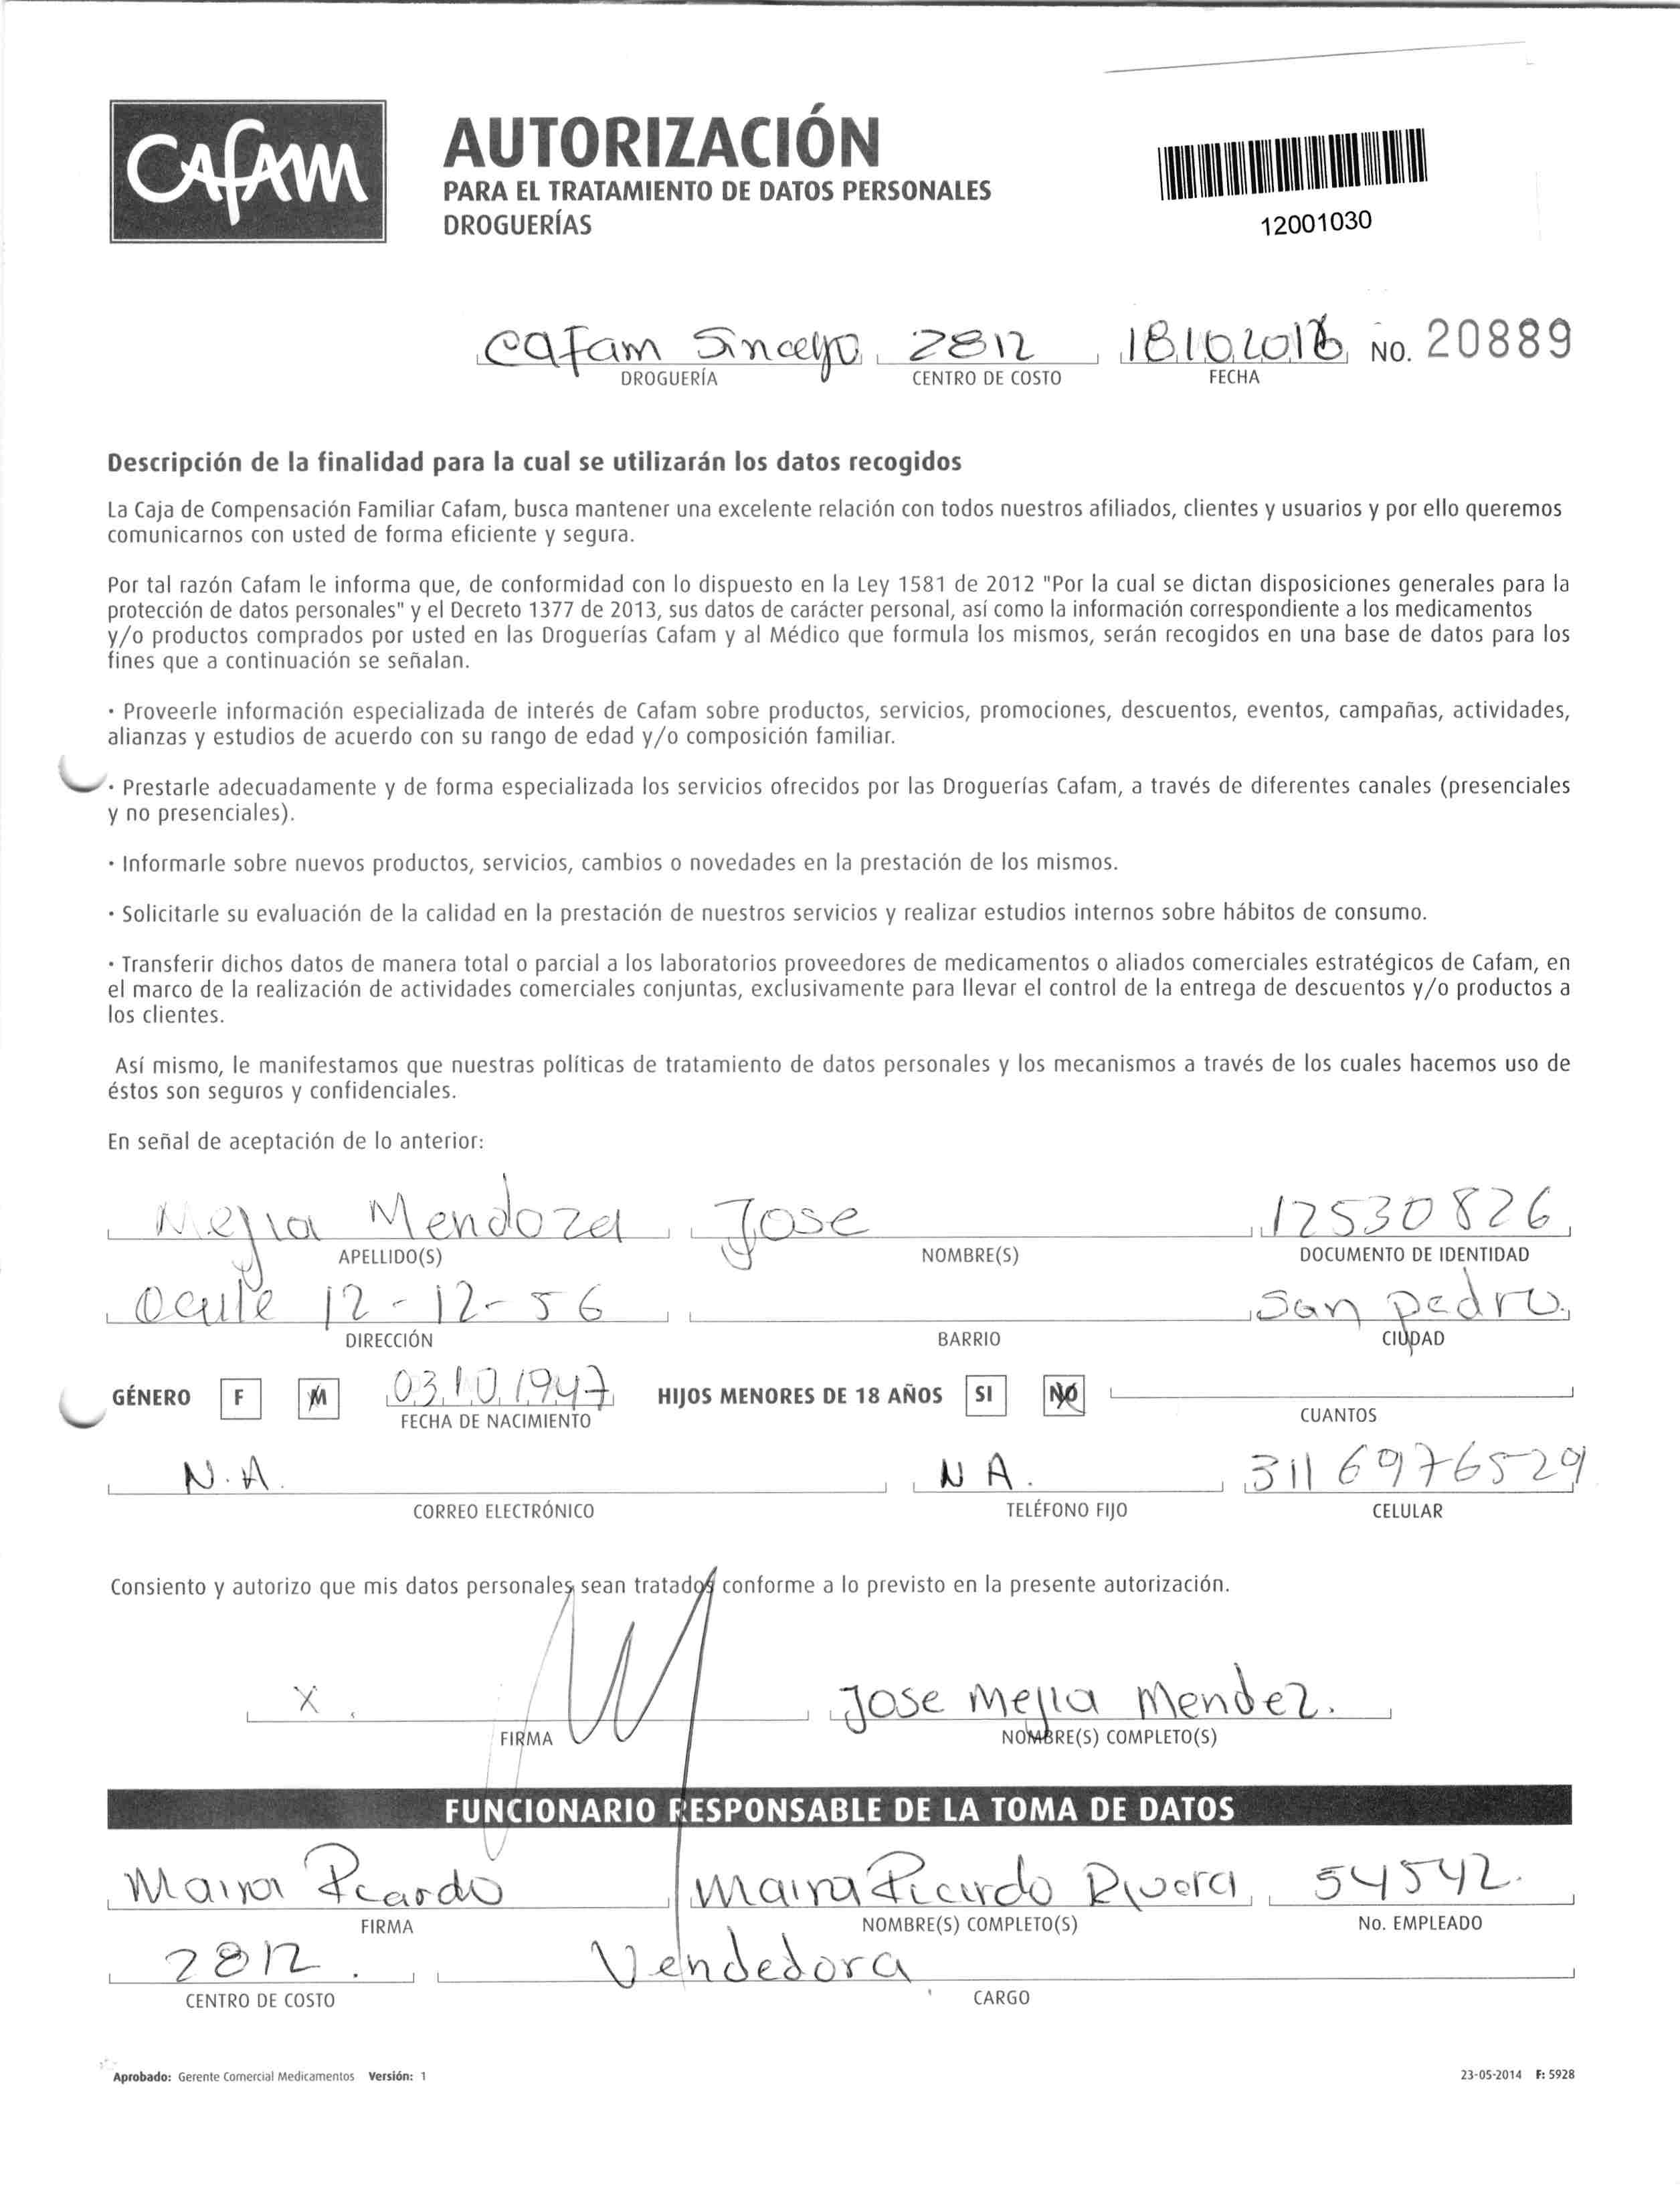 CAFAM
AUTORIZACIÓN
PARA EL TRATAMIENTO DE DATOS PERSONALES
DROGUERÍAS
12001030
Cafam Sincejo 2812 18102016 No. 20889
DROGUERÍA CENTRO DE COSTO FECHA
Descripción de la finalidad para la cual se utilizarán los datos recogidos
La Caja de Compensación Familiar Cafam, busca mantener una excelente relación con todos nuestros afiliados, clientes y usuarios y por ello queremos
comunicarnos con usted de forma eficiente y segura.
Por tal razón Cafam le informa que, de conformidad con lo dispuesto en la Ley 1581 de 2012 "Por la cual se dictan disposiciones generales para la
protección de datos personales" y el Decreto 1377 de 2013, sus datos de carácter personal, así como la información correspondiente a los medicamentos
y/o productos comprados por usted en las Droguerías Cafam y al Médico que formula los mismos, serán recogidos en una base de datos para los
fines que a continuación se señalan.
· Proveerle información especializada de interés de Cafam sobre productos, servicios, promociones, descuentos, eventos, campañas, actividades,
alianzas y estudios de acuerdo con su rango de edad y/o composición familiar.
· Prestarle adecuadamente y de forma especializada los servicios ofrecidos por las Droguerías Cafam, a través de diferentes canales (presenciales
y no presenciales).
· Informarle sobre nuevos productos, servicios, cambios o novedades en la prestación de los mismos.
· Solicitarle su evaluación de la calidad en la prestación de nuestros servicios y realizar estudios internos sobre hábitos de consumo.
· Transferir dichos datos de manera total o parcial a los laboratorios proveedores de medicamentos o aliados comerciales estratégicos de Cafam, en
el marco de la realización de actividades comerciales conjuntas, exclusivamente para llevar el control de la entrega de descuentos y/o productos a
los clientes.
Así mismo, le manifestamos que nuestras políticas de tratamiento de datos personales y los mecanismos a través de los cuales hacemos uso de
éstos son seguros y confidenciales.
En señal de aceptación de lo anterior:
Mejia Mendoza Jose 12530826
APELLIDO(S) NOMBRE(S) DOCUMENTO DE IDENTIDAD
12-12-56 San pedro
DIRECCIÓN BARRIO CIUDAD
GÉNERO F M 03101947 HIJOS MENORES DE 18 AÑOS SI NO
FECHA DE NACIMIENTO CUANTOS
N.A. NA. 3116976529
CORREO ELECTRÓNICO TELÉFONO FIJO CELULAR
Consiento y autorizo que mis datos personales sean tratados conforme a lo previsto en la presente autorización.
X. Jose Mejia Mendez.
FIRMA NOMBRE(S) COMPLETO(S)
FUNCIONARIO RESPONSABLE DE LA TOMA DE DATOS
Maira Ricardo Maira Ricardo Rivera 54542.
FIRMA NOMBRE(S) COMPLETO(S) No. EMPLEADO
2812. Vendedora
CENTRO DE COSTO CARGO
Aprobado: Gerente Comercial Medicamentos Versión: 1 23-05-2014 F: 5928